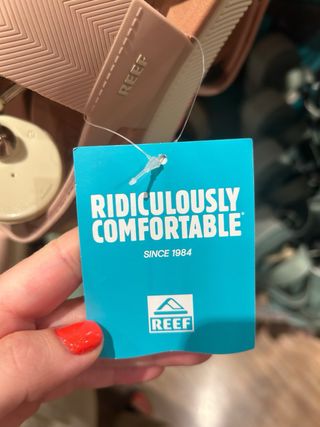 REEF
RIDICULOUSLY
COMFORTABLE®
SINCE 1984
REEF